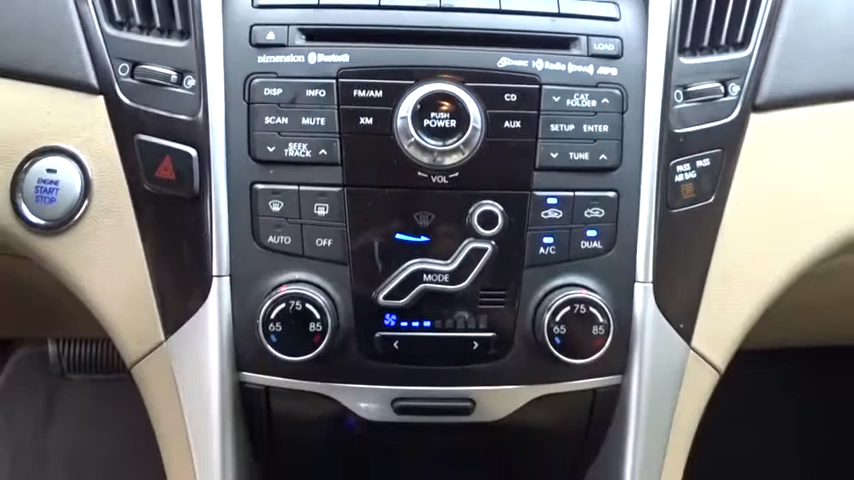 dimension Bluetooth
LOAD
HD Radio
DISP INFO
FM/AM
PUSH
POWER
CD
CAT
FOLDER
SCAN MUTE
XM
AUX
SETUP ENTER
SEEK
TRACK
VOL
TUNE
ENGINE
START
STOP
PASS PASS
AIR BAG
AUTO OFF
MODE
A/C DUAL
65 75 85
65 75 85